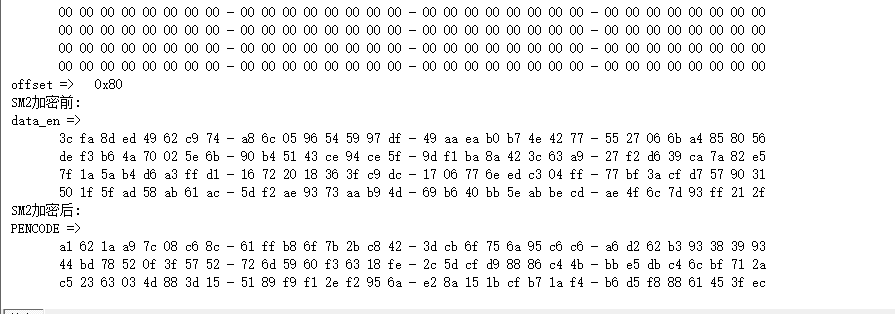 00 00 00 00 00 00 00 00 - 00 00 00 00 00 00 00 00 - 00 00 00 00 00 00 00 00 - 00 00 00 00 00 00 00 00
00 00 00 00 00 00 00 00 - 00 00 00 00 00 00 00 00 - 00 00 00 00 00 00 00 00 - 00 00 00 00 00 00 00 00
00 00 00 00 00 00 00 00 - 00 00 00 00 00 00 00 00 - 00 00 00 00 00 00 00 00 - 00 00 00 00 00 00 00 00
00 00 00 00 00 00 00 00 - 00 00 00 00 00 00 00 00 - 00 00 00 00 00 00 00 00 - 00 00 00 00 00 00 00 00
offset => 0x80
SM2加密前:
data_en =>
3c fa 8d ed 49 62 c9 74 - a8 6c 05 96 54 59 97 df - 49 aa ea b0 b7 4e 42 77 - 55 27 06 6b a4 85 80 56
de f3 b6 4a 70 02 5e 6b - 90 b4 51 43 ce 94 ce 5f - 9d f1 ba 8a 42 3c 63 a9 - 27 f2 d6 39 ca 7a 82 e5
7f 1a 5a b4 d6 a3 ff d1 - 16 72 20 18 36 3f c9 dc - 17 06 77 6e ed c3 04 ff - 77 bf 3a cf d7 57 90 31
50 1f 5f ad 58 ab 61 ac - 5d f2 ae 93 73 aa b9 4d - 69 b6 40 bb 5e ab be cd - ae 4f 6c 7d 93 ff 21 2f
SM2加密后:
PENCODE =>
a1 62 1a a9 7c 08 c6 8c - 61 ff b8 6f 7b 2b c8 42 - 3d cb 6f 75 6a 95 c6 c6 - a6 d2 62 b3 93 38 39 93
44 bd 78 52 0f 3f 57 52 - 72 6d 59 60 f3 63 18 fe - 2c 5d cf d9 88 86 c4 4b - bb e5 db c4 6c bf 71 2a
c5 23 63 03 4d 88 3d 15 - 51 89 f9 f1 2e f2 95 6a - e2 8a 15 1b cf b7 1a f4 - b6 d5 f8 88 61 45 3f ec